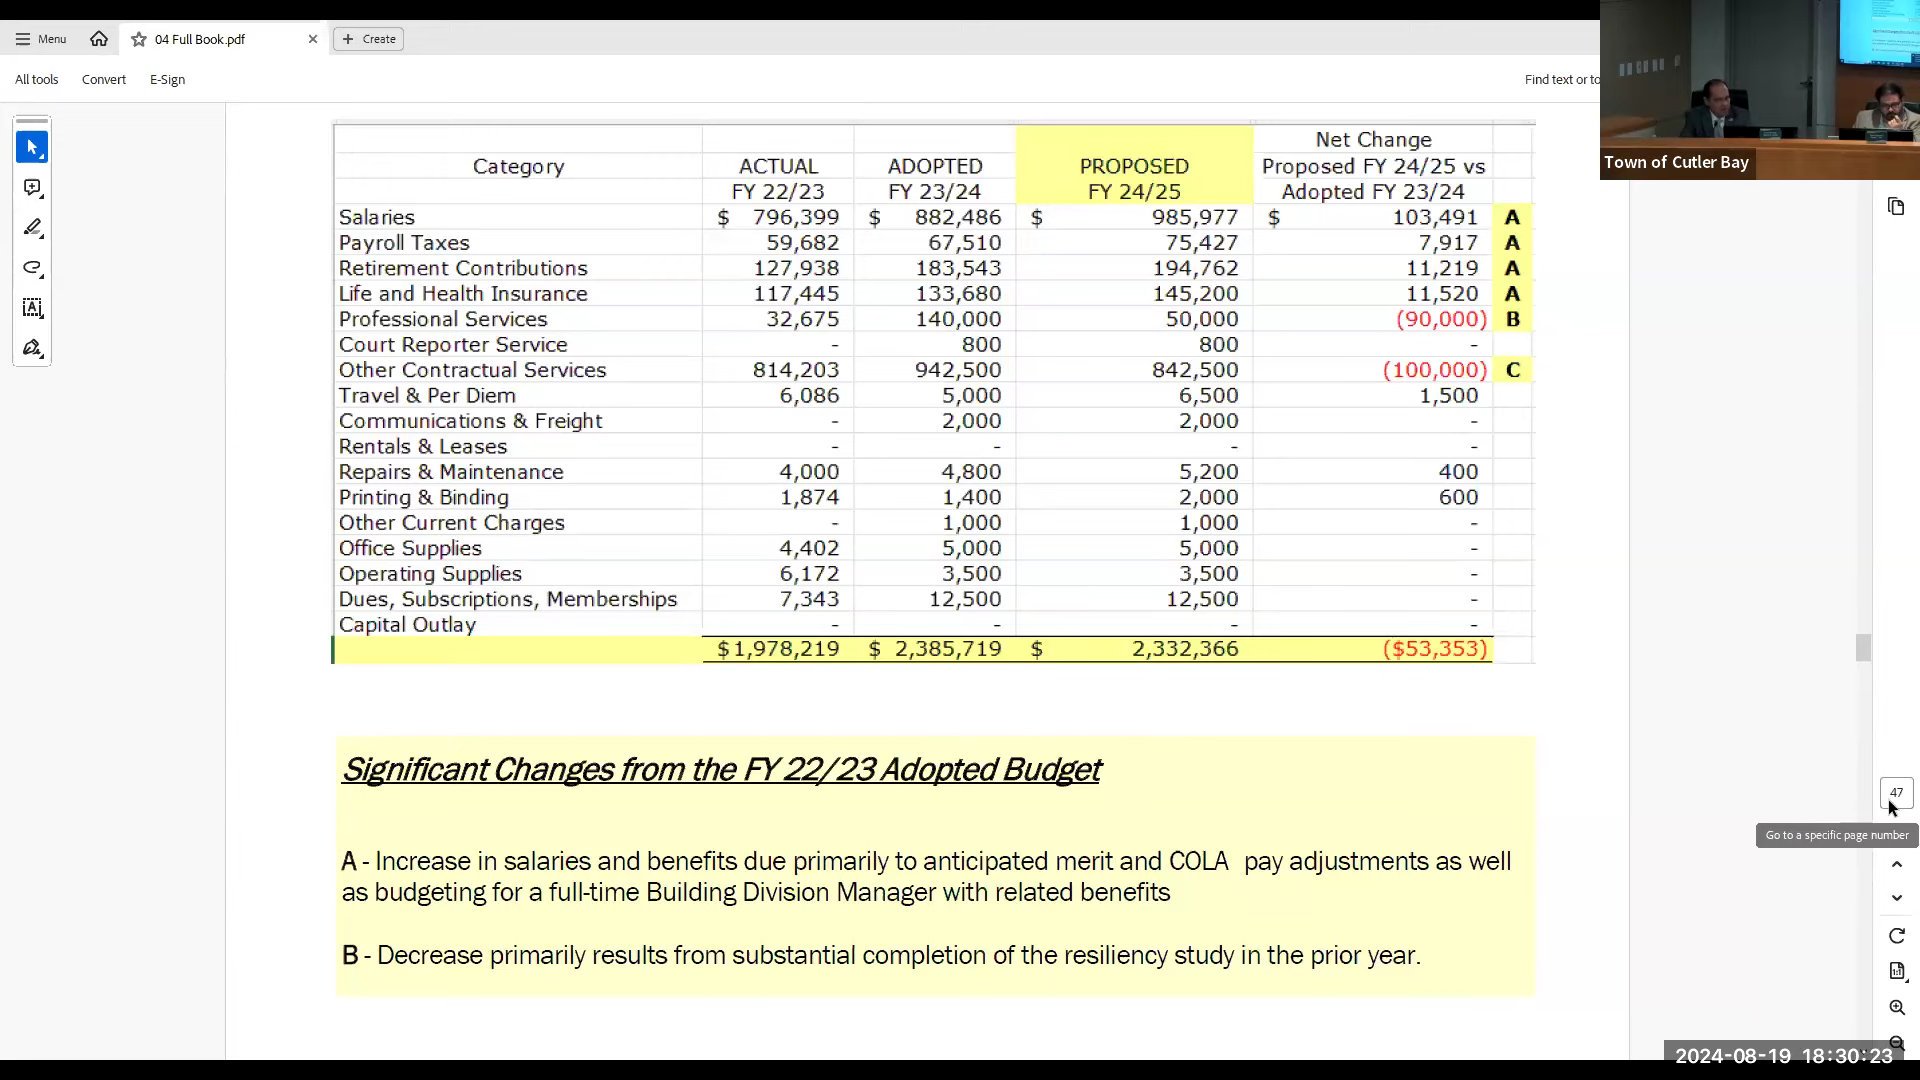 Menu
04 Full Book.pdf
Create
All tools
Convert
E-Sign
Find text or to
Town of Cutler Bay
Net Change
Category ACTUAL ADOPTED PROPOSED Proposed FY 24/25 vs
FY 22/23 FY 23/24 FY 24/25 Adopted FY 23/24
Salaries $ 796,399 $ 882,486 $ 985,977 $ 103,491 A
Payroll Taxes 59,682 67,510 75,427 7,917 A
Retirement Contributions 127,938 183,543 194,762 11,219 A
Life and Health Insurance 117,445 133,680 145,200 11,520 A
Professional Services 32,675 140,000 50,000 (90,000) B
Court Reporter Service - 800 800 -
Other Contractual Services 814,203 942,500 842,500 (100,000) C
Travel & Per Diem 6,086 5,000 6,500 1,500
Communications & Freight - 2,000 2,000 -
Rentals & Leases - - - -
Repairs & Maintenance 4,000 4,800 5,200 400
Printing & Binding 1,874 1,400 2,000 600
Other Current Charges - 1,000 1,000 -
Office Supplies 4,402 5,000 5,000 -
Operating Supplies 6,172 3,500 3,500 -
Dues, Subscriptions, Memberships 7,343 12,500 12,500 -
Capital Outlay - - - -
$1,978,219 $ 2,385,719 $ 2,332,366 ($53,353)
Significant Changes from the FY 22/23 Adopted Budget
A - Increase in salaries and benefits due primarily to anticipated merit and COLA pay adjustments as well
as budgeting for a full-time Building Division Manager with related benefits
B - Decrease primarily results from substantial completion of the resiliency study in the prior year.
47
Go to a specific page number
2024-08-19 18:30:23